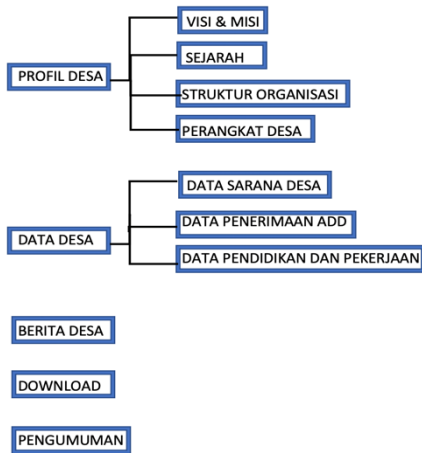 PROFIL DESA
VISI & MISI
SEJARAH
STRUKTUR ORGANISASI
PERANGKAT DESA
DATA DESA
DATA SARANA DESA
DATA PENERIMAAN ADD
DATA PENDIDIKAN DAN PEKERJAAN
BERITA DESA
DOWNLOAD
PENGUMUMAN